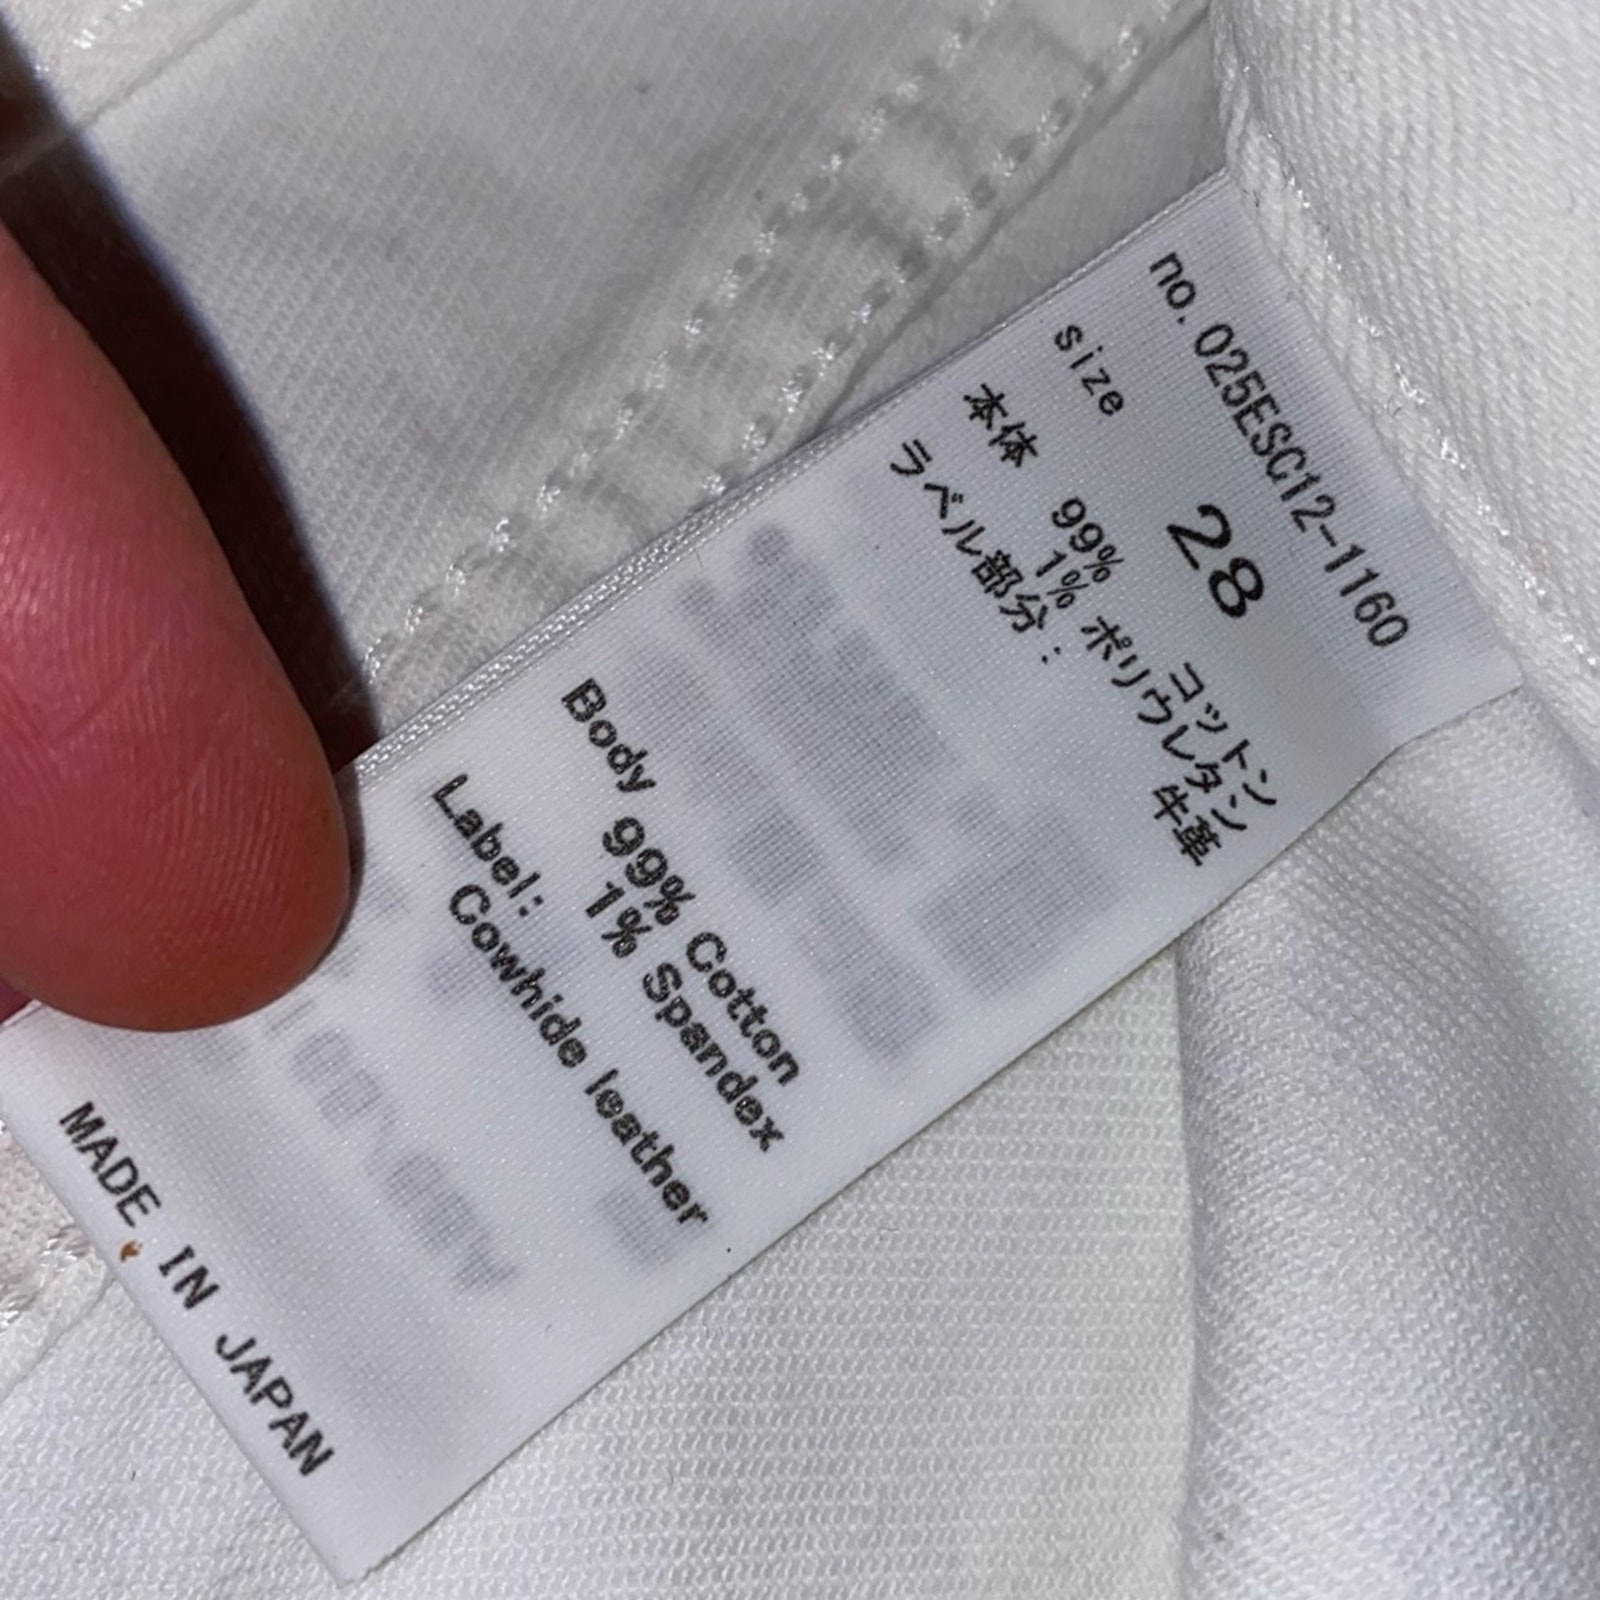 no. 025ESC12-1160
size 28
本体 99% コットン
1% ポリウレタン
ラベル部分: 牛革
Body 99% Cotton
1% Spandex
Label:
Cowhide leather
MADE IN JAPAN